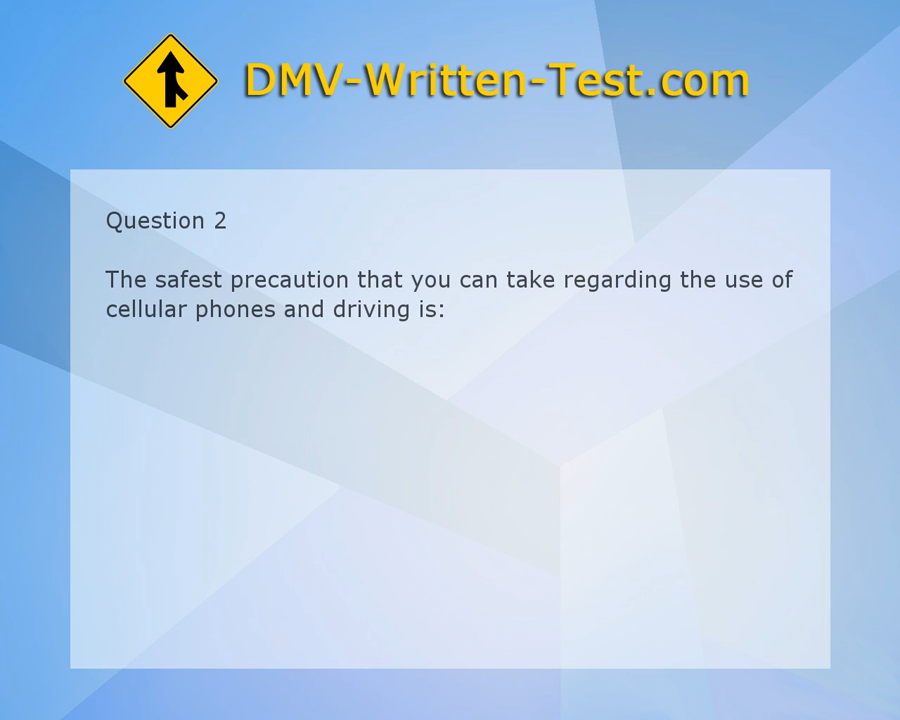 DMV-Written-Test.com
Question 2
The safest precaution that you can take regarding the use of
cellular phones and driving is: